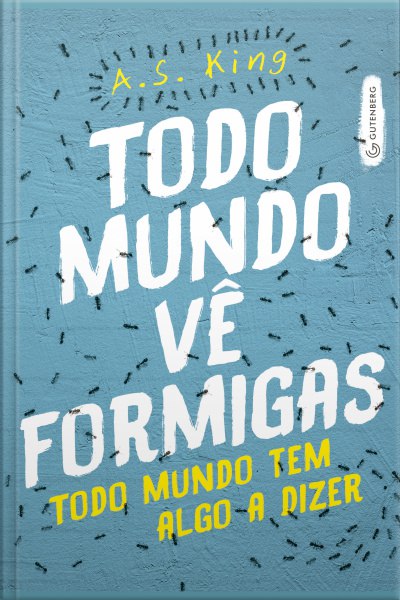 A.S. King
GUTENBERG
TODO
MUNDO
VÊ
FORMIGAS
TODO MUNDO TEM
ALGO A DIZER